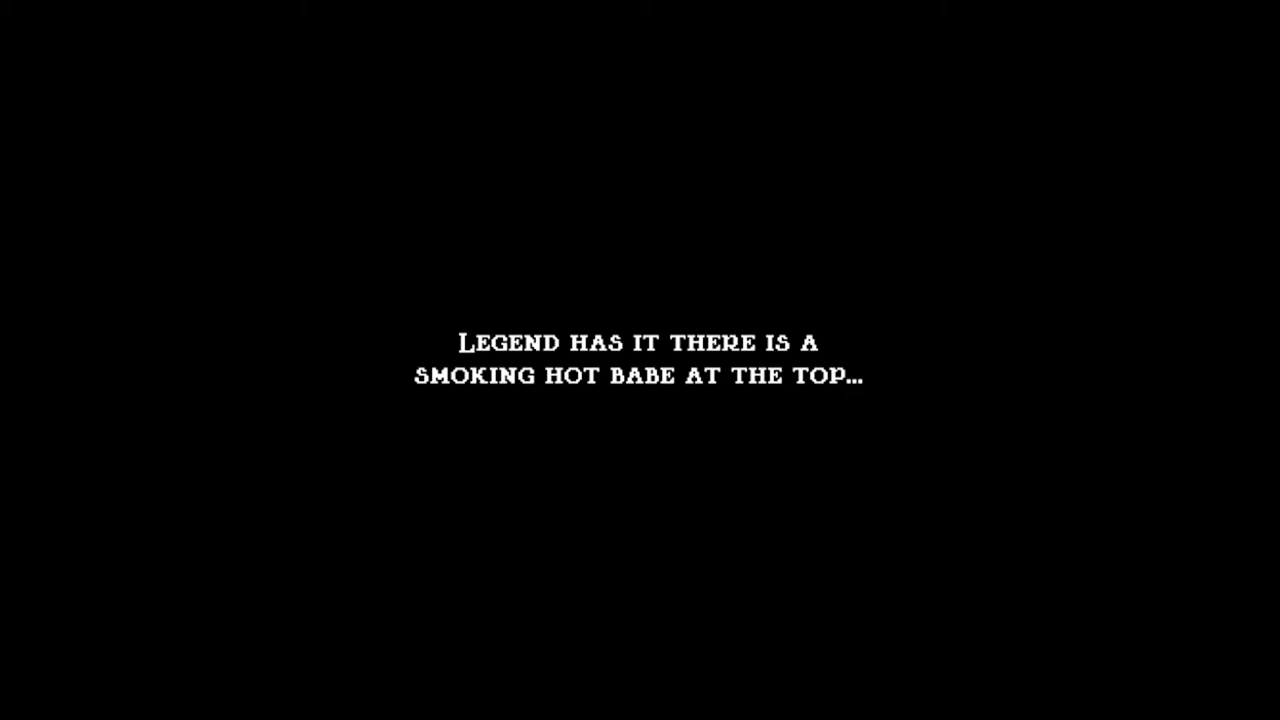 Legend has it there is a
smoking hot babe at the top...